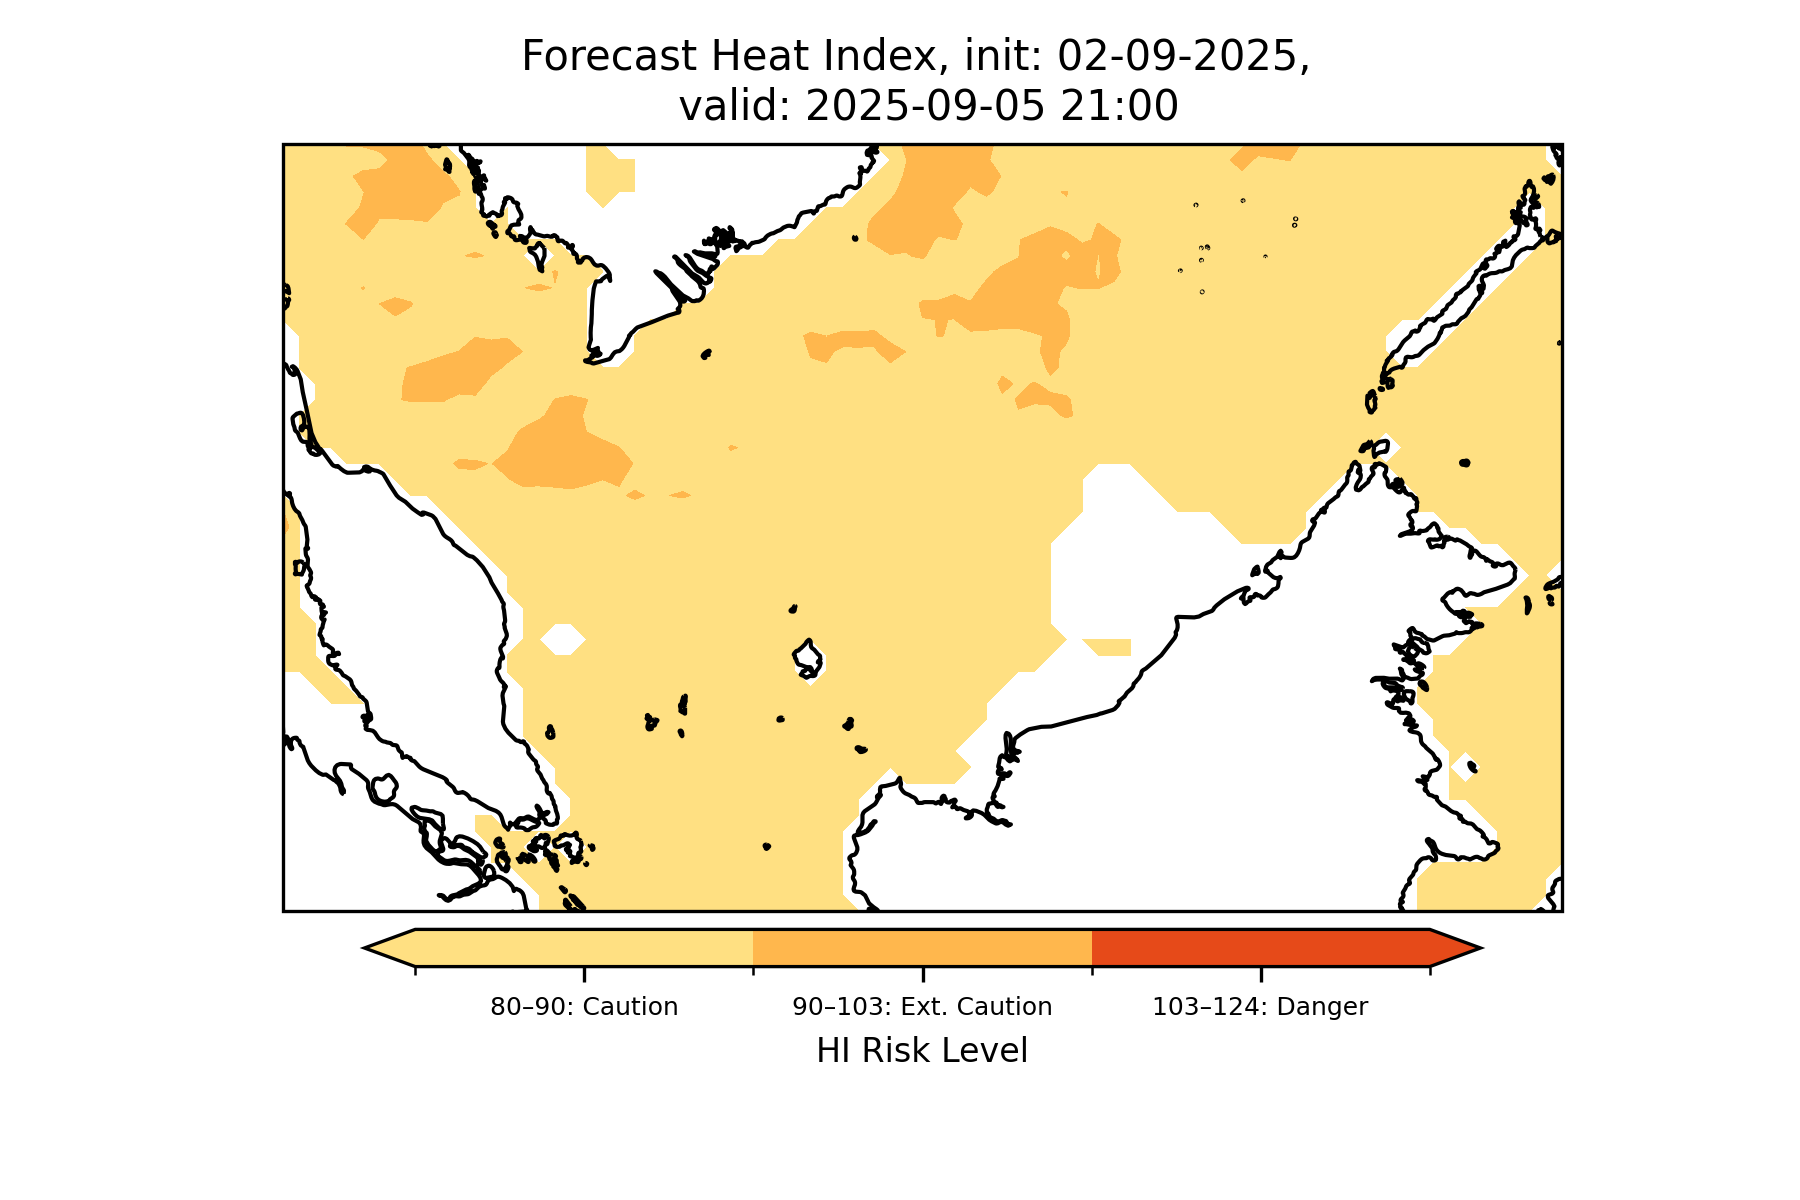 Forecast Heat Index, init: 02-09-2025,
valid: 2025-09-05 21:00
80–90: Caution
90–103: Ext. Caution
103–124: Danger
HI Risk Level